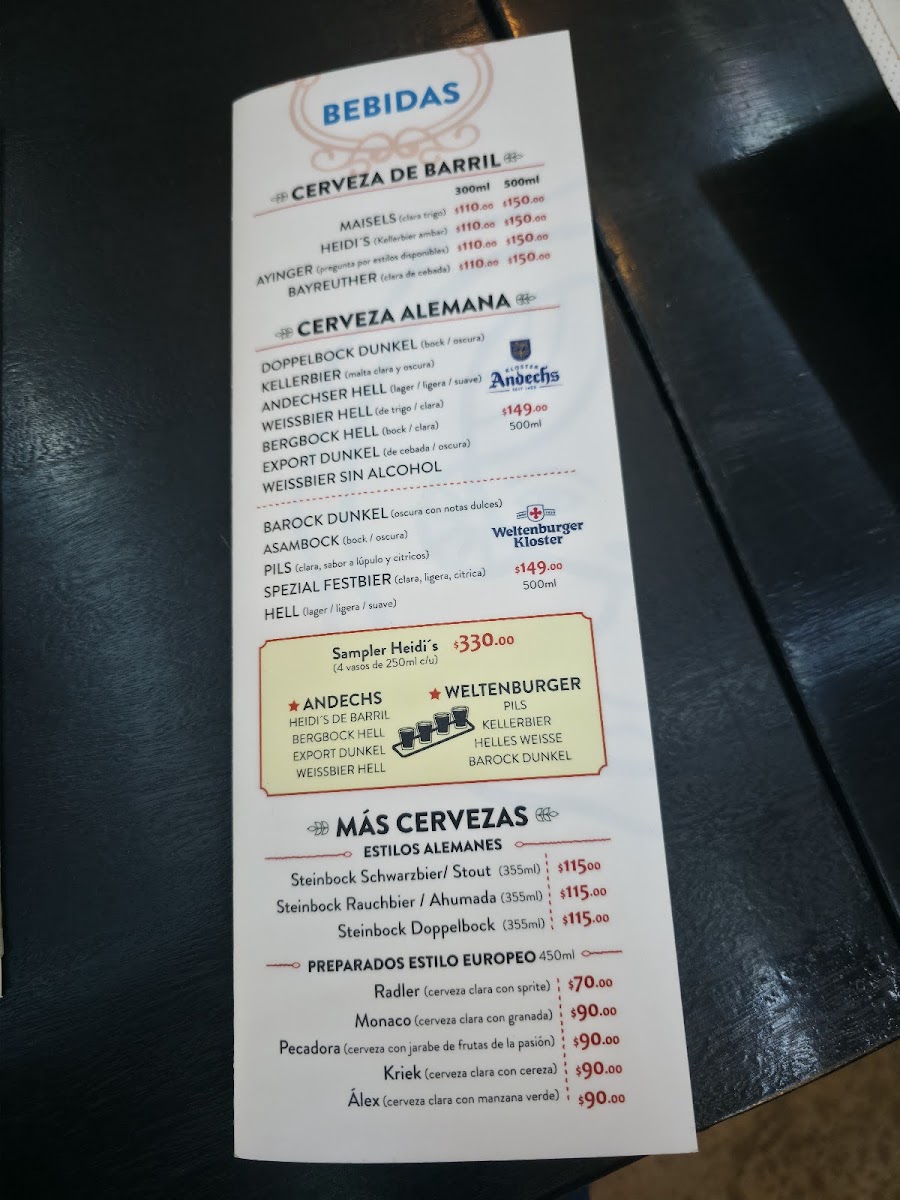 BEBIDAS
CERVEZA DE BARRIL
300ml 500ml
MAISELS (clara trigo) $110.00 $150.00
HEIDI´S (Kellerbier ambar) $110.00 $150.00
AYINGER (pregunta por estilos disponibles) $110.00 $150.00
BAYREUTHER (clara de cebada) $110.00 $150.00
CERVEZA ALEMANA
DOPPELBOCK DUNKEL (bock / oscura)
KELLERBIER (malta clara y oscura)
ANDECHSER HELL (lager / ligera / suave)
WEISSBIER HELL (de trigo / clara)
BERGBOCK HELL (bock / clara)
EXPORT DUNKEL (de cebada / oscura)
WEISSBIER SIN ALCOHOL
KLOSTER
Andechs
SEIT 1455
$149.00
500ml
BAROCK DUNKEL (oscura con notas dulces)
ASAMBOCK (bock / oscura)
PILS (clara, sabor a lúpulo y citricos)
SPEZIAL FESTBIER (clara, ligera, citrica)
HELL (lager / ligera / suave)
Weltenburger
Kloster
$149.00
500ml
Sampler Heidi´s $330.00
(4 vasos de 250ml c/u)
ANDECHS
HEIDI´S DE BARRIL
BERGBOCK HELL
EXPORT DUNKEL
WEISSBIER HELL
WELTENBURGER
PILS
KELLERBIER
HELLES WEISSE
BAROCK DUNKEL
MÁS CERVEZAS
ESTILOS ALEMANES
Steinbock Schwarzbier/ Stout (355ml) $11500
Steinbock Rauchbier / Ahumada (355ml) $115.00
Steinbock Doppelbock (355ml) $115.00
PREPARADOS ESTILO EUROPEO 450ml
Radler (cerveza clara con sprite) $70.00
Monaco (cerveza clara con granada) $90.00
Pecadora (cerveza con jarabe de frutas de la pasión) $90.00
Kriek (cerveza clara con cereza) $90.00
Álex (cerveza clara con manzana verde) $90.00